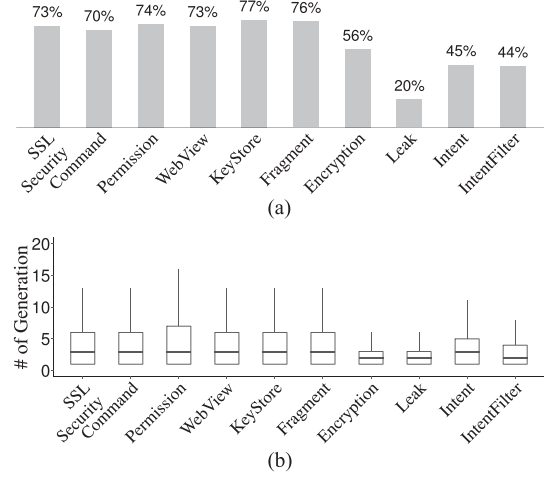 73% 70% 74% 73% 77% 76% 56% 20% 45% 44%
SSL
Security
Command
Permission
WebView
KeyStore
Fragment
Encryption
Leak
Intent
IntentFilter
(a)
# of Generation
20
15
10
5
0
SSL
Security
Command
Permission
WebView
KeyStore
Fragment
Encryption
Leak
Intent
IntentFilter
(b)